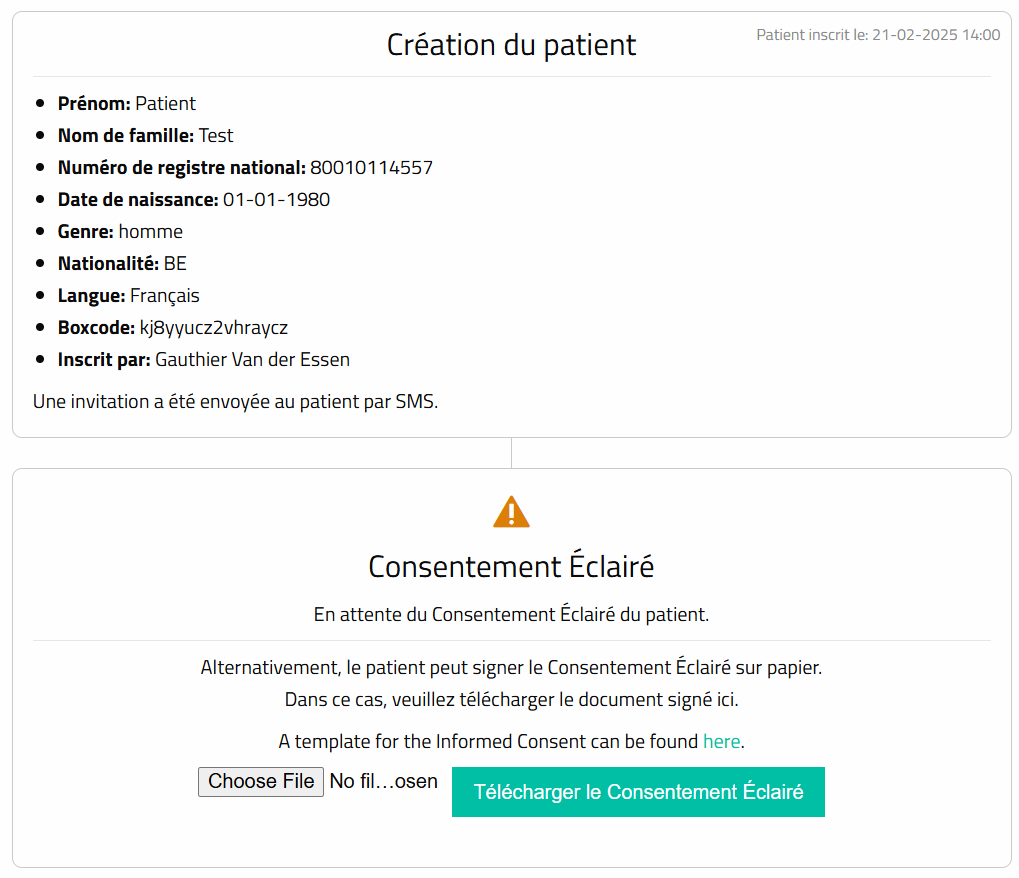 Création du patient
Patient inscrit le: 21-02-2025 14:00
Prénom: Patient
Nom de famille: Test
Numéro de registre national: 80010114557
Date de naissance: 01-01-1980
Genre: homme
Nationalité: BE
Langue: Français
Boxcode: kj8yyucz2vhraycz
Inscrit par: Gauthier Van der Essen
Une invitation a été envoyée au patient par SMS.
Consentement Éclairé
En attente du Consentement Éclairé du patient.
Alternativement, le patient peut signer le Consentement Éclairé sur papier.
Dans ce cas, veuillez télécharger le document signé ici.
A template for the Informed Consent can be found here.
Choose File No fil…osen Télécharger le Consentement Éclairé